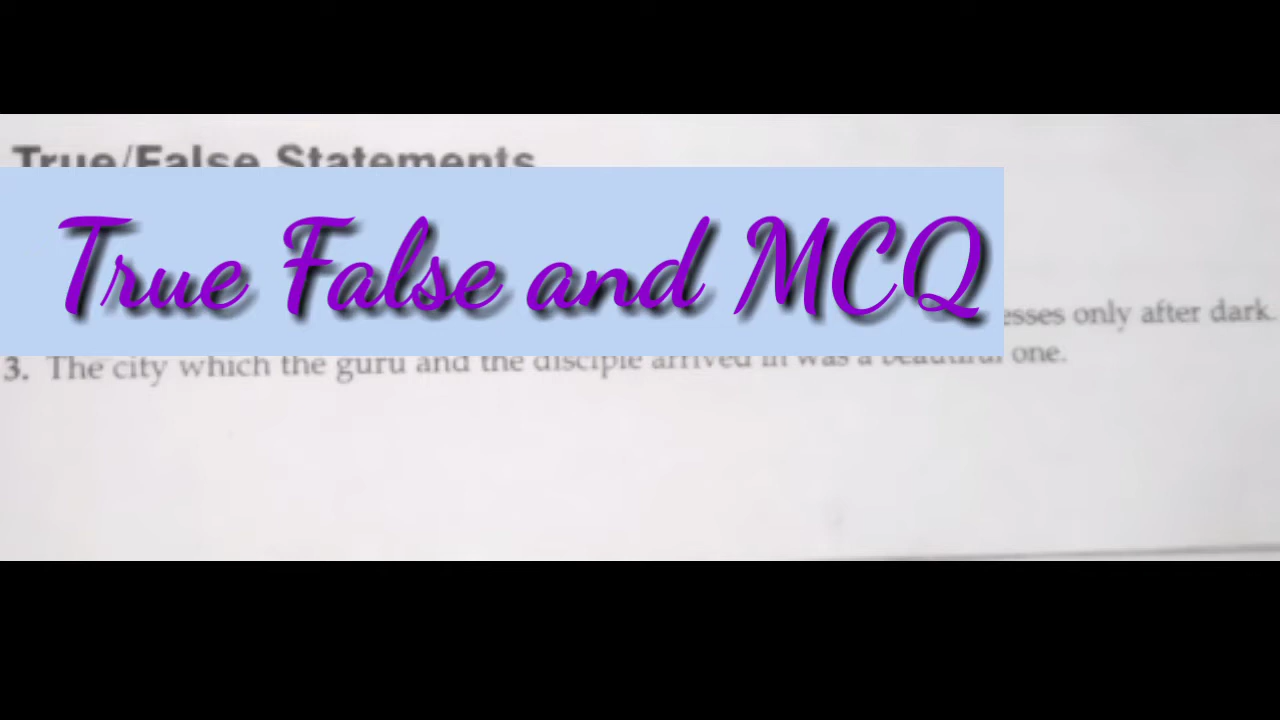 True/False Statements
True False and MCQ
esses only after dark.
3. The city which the guru and the disciple arrived in was a beautiful one.